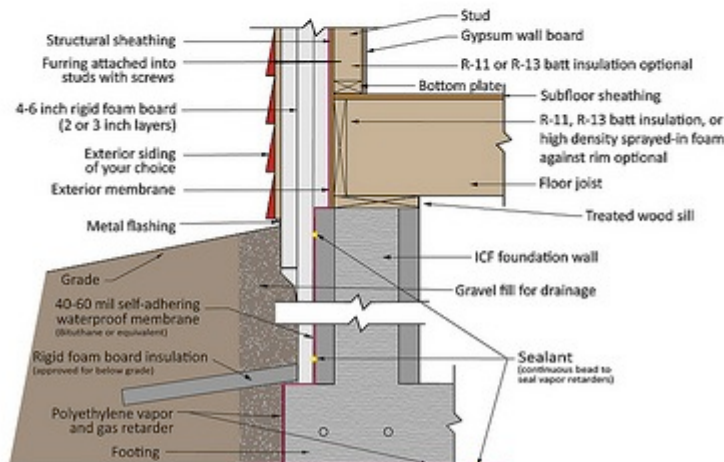 Structural sheathing
Furring attached into
studs with screws
4-6 inch rigid foam board
(2 or 3 inch layers)
Exterior siding
of your choice
Exterior membrane
Metal flashing
Grade
40-60 mil self-adhering
waterproof membrane
(Bituthane or equivalent)
Rigid foam board insulation
(approved for below grade)
Polyethylene vapor
and gas retarder
Footing
Stud
Gypsum wall board
R-11 or R-13 batt insulation optional
Bottom plate
Subfloor sheathing
R-11, R-13 batt insulation, or
high density sprayed-in foam
against rim optional
Floor joist
Treated wood sill
ICF foundation wall
Gravel fill for drainage
Sealant
(continuous bead to
seal vapor retarders)